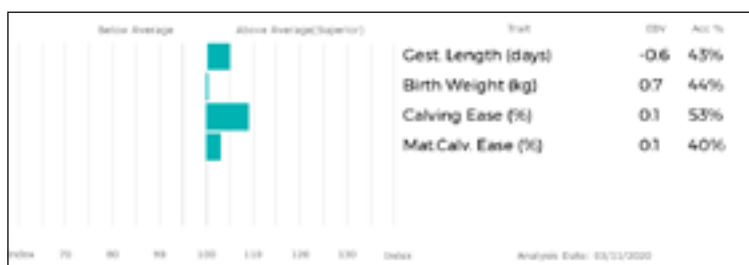 Below Average Above Average(Superior) Trait EBV Acc %
Gest. Length (days) -0.6 43%
Birth Weight (kg) 0.7 44%
Calving Ease (%) 0.1 53%
Mat.Calv. Ease (%) 0.1 40%
Index 70 80 90 100 110 120 130 Index Analysis Date: 03/11/2020